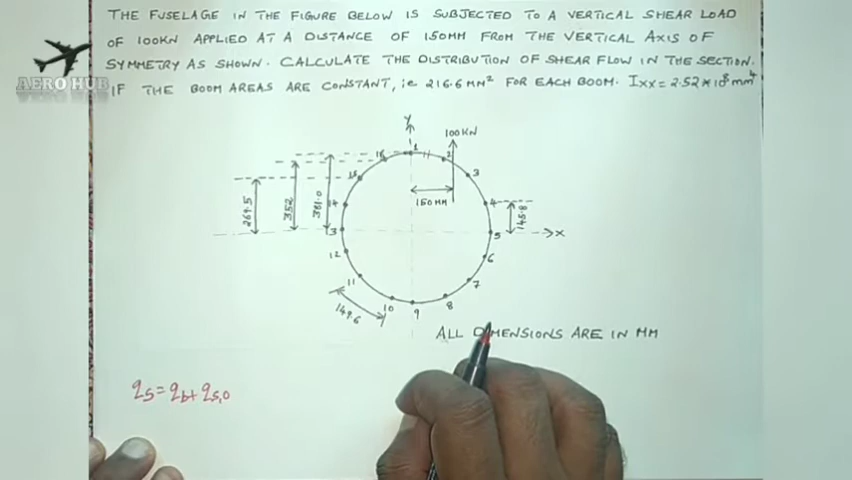 THE FUSELAGE IN THE FIGURE BELOW IS SUBJECTED TO A VERTICAL SHEAR LOAD
OF 100KN APPLIED AT A DISTANCE OF 150MM FROM THE VERTICAL AXIS OF
SYMMETRY AS SHOWN. CALCULATE THE DISTRIBUTION OF SHEAR FLOW IN THE SECTION.
IF THE BOOM AREAS ARE CONSTANT, ie 216.6 MM² FOR EACH BOOM. Ixx = 2.52*10⁸ mm⁴
AERO HUB
Y
100KN
16 1 2
15 3
269.5 352 381.0 14 150MM 4 145.8
13 5 X
12 6
11 7
10 9 8
149.6
ALL DIMENSIONS ARE IN MM
qs = qb + qs,0